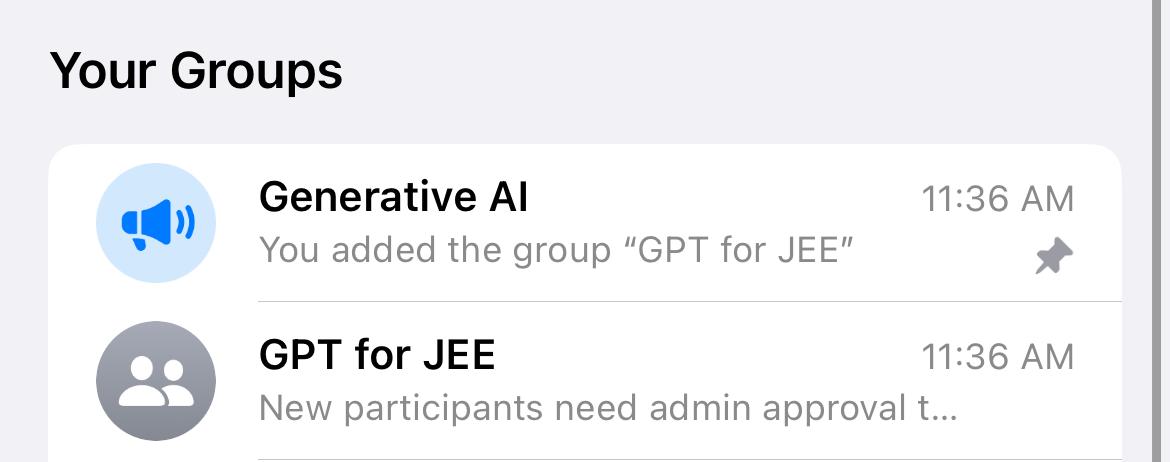 Your Groups
Generative AI
11:36 AM
You added the group “GPT for JEE”
GPT for JEE
11:36 AM
New participants need admin approval t...